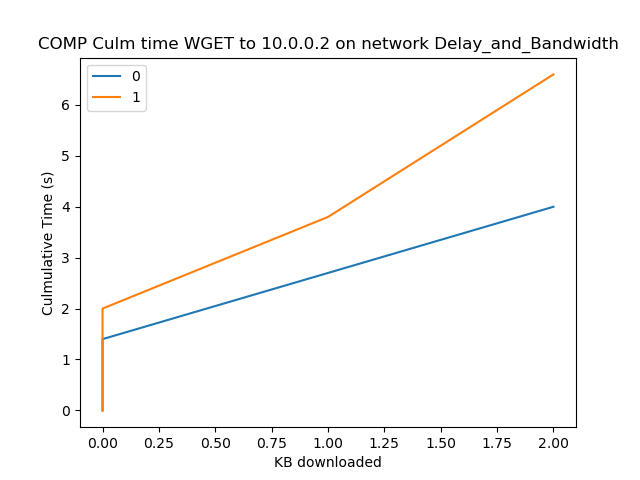 COMP Culm time WGET to 10.0.0.2 on network Delay_and_Bandwidth
0
1
6
5
4
3
2
1
0
Culmulative Time (s)
0.00 0.25 0.50 0.75 1.00 1.25 1.50 1.75 2.00
KB downloaded